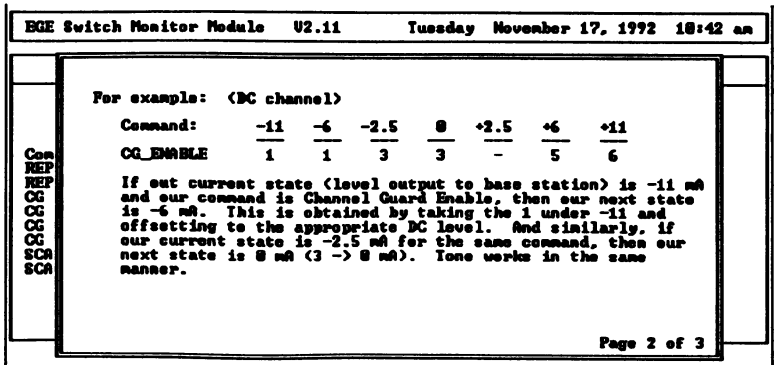 EGE Switch Monitor Module V2.11 Tuesday November 17, 1992 10:42 am
For example: (DC channel)
Command: -11 -6 -2.5 0 +2.5 +6 +11
CG_ENABLE 1 1 3 3 - 5 6
Com
REP
REP
CG
CG
CG
CG
SCA
SCA
If out current state (level output to base station) is -11 mA
and our command is Channel Guard Enable, then our next state
is -6 mA. This is obtained by taking the 1 under -11 and
offsetting to the appropriate DC level. And similarly, if
our current state is -2.5 mA for the same command, then our
next state is 0 mA (3 -> 0 mA). Tone works in the same
manner.
Page 2 of 3